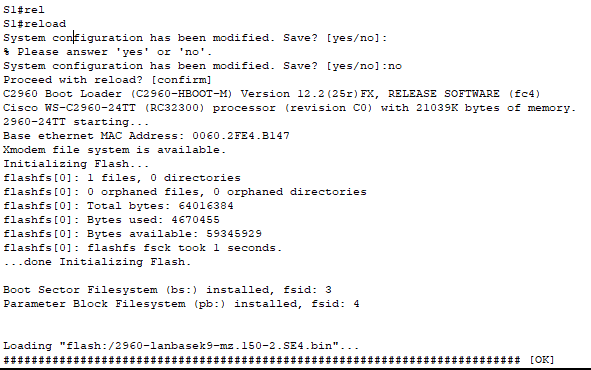 S1#rel
S1#reload
System configuration has been modified. Save? [yes/no]:
% Please answer 'yes' or 'no'.
System configuration has been modified. Save? [yes/no]:no
Proceed with reload? [confirm]
C2960 Boot Loader (C2960-HBOOT-M) Version 12.2(25r)FX, RELEASE SOFTWARE (fc4)
Cisco WS-C2960-24TT (RC32300) processor (revision C0) with 21039K bytes of memory.
2960-24TT starting...
Base ethernet MAC Address: 0060.2FE4.B147
Xmodem file system is available.
Initializing Flash...
flashfs[0]: 1 files, 0 directories
flashfs[0]: 0 orphaned files, 0 orphaned directories
flashfs[0]: Total bytes: 64016384
flashfs[0]: Bytes used: 4670455
flashfs[0]: Bytes available: 59345929
flashfs[0]: flashfs fsck took 1 seconds.
...done Initializing Flash.
Boot Sector Filesystem (bs:) installed, fsid: 3
Parameter Block Filesystem (pb:) installed, fsid: 4
Loading "flash:/2960-lanbasek9-mz.150-2.SE4.bin"...
########################################################################## [OK]